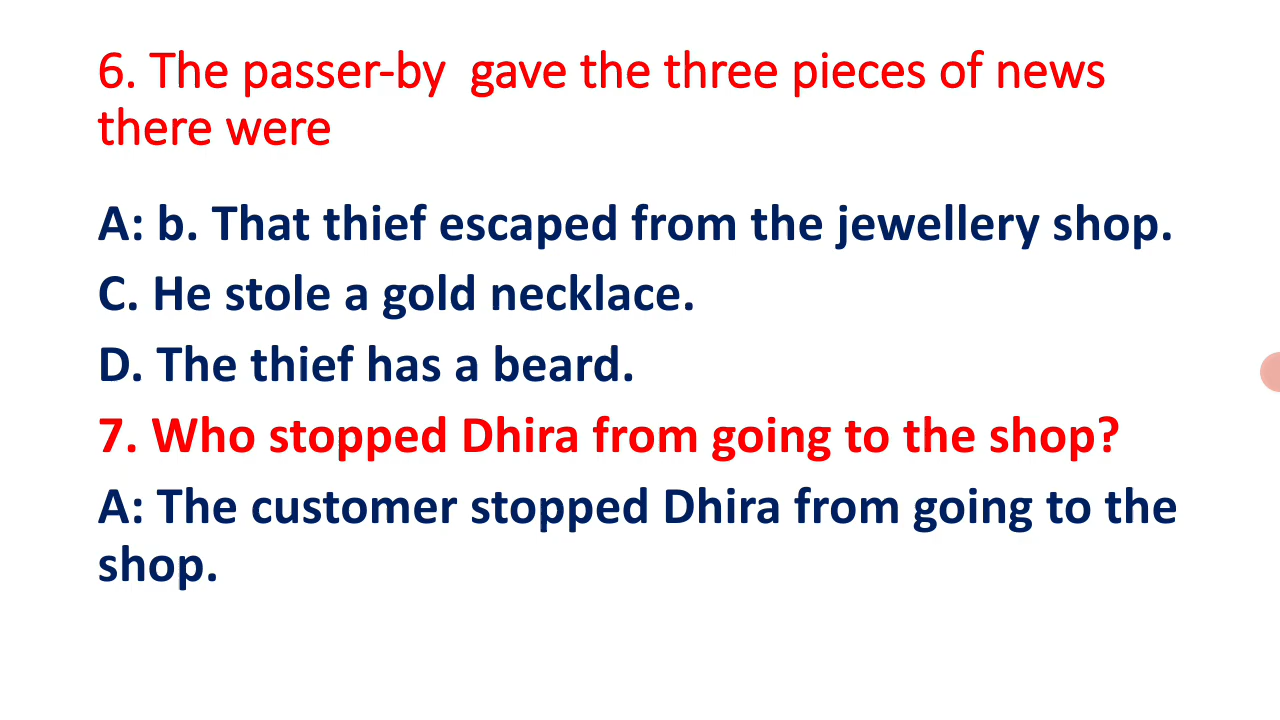 6. The passer-by  gave the three pieces of news
there were
A: b. That thief escaped from the jewellery shop.
C. He stole a gold necklace.
D. The thief has a beard.
7. Who stopped Dhira from going to the shop?
A: The customer stopped Dhira from going to the
shop.